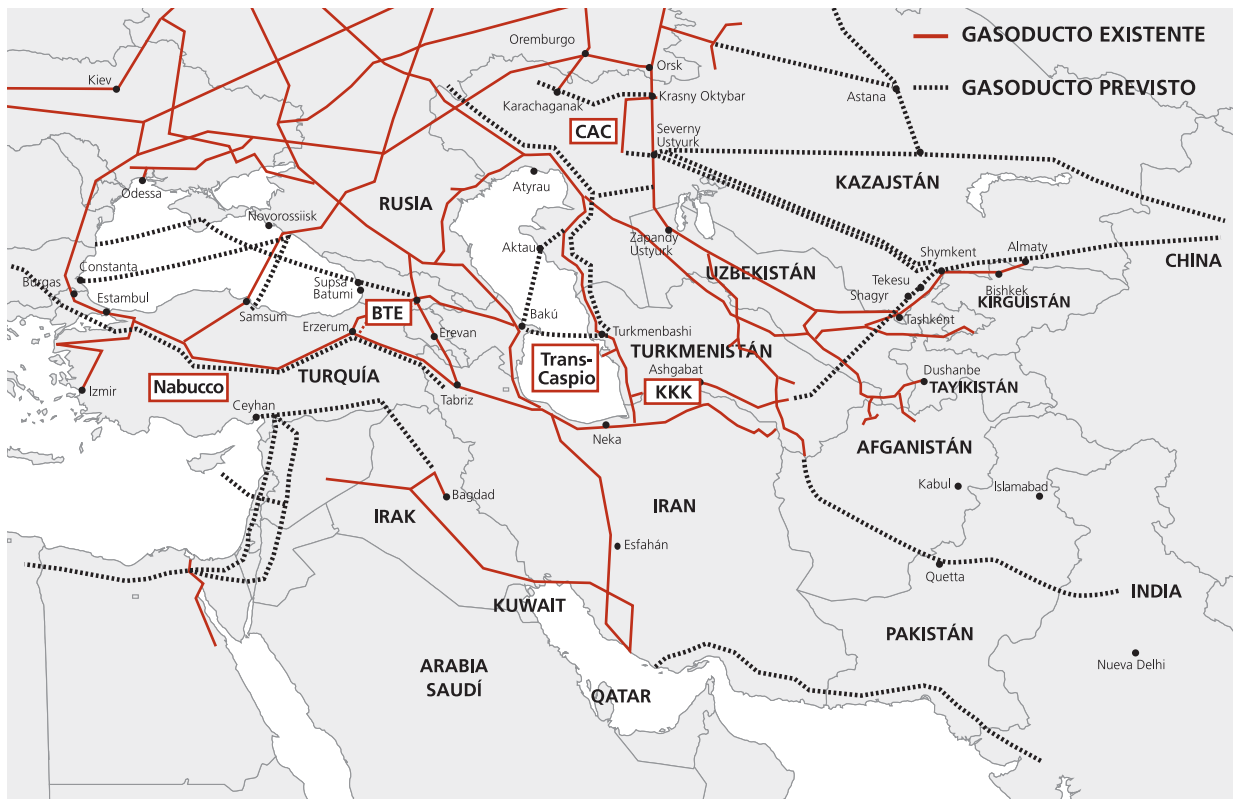 GASODUCTO EXISTENTE
GASODUCTO PREVISTO
Oremburgo
Orsk
Kiev
Karachaganak
Krasny Oktybar
Astana
CAC
Severny
Ustyurk
Odessa
RUSIA
Atyrau
KAZAJSTÁN
Novorossiisk
Aktau
Zapandy
Ustyurk
Shymkent
Almaty
CHINA
Constanta
Burgas
Estambul
Supsa
Batumi
UZBEKISTÁN
Tekesu
Shagyr
Bishkek
KIRGUISTÁN
Samsum
BTE
Erzerum
Erevan
Bakú
Turkmenbashi
Tashkent
TURKMENISTÁN
Trans-
Caspio
Ashgabat
Dushanbe
TAYIKISTÁN
Nabucco
TURQUÍA
KKK
Izmir
Tabriz
Ceyhan
Neka
AFGANISTÁN
Bagdad
Kabul
Islamabad
IRAK
IRAN
Esfahán
Quetta
INDIA
KUWAIT
PAKISTÁN
ARABIA
SAUDÍ
QATAR
Nueva Delhi